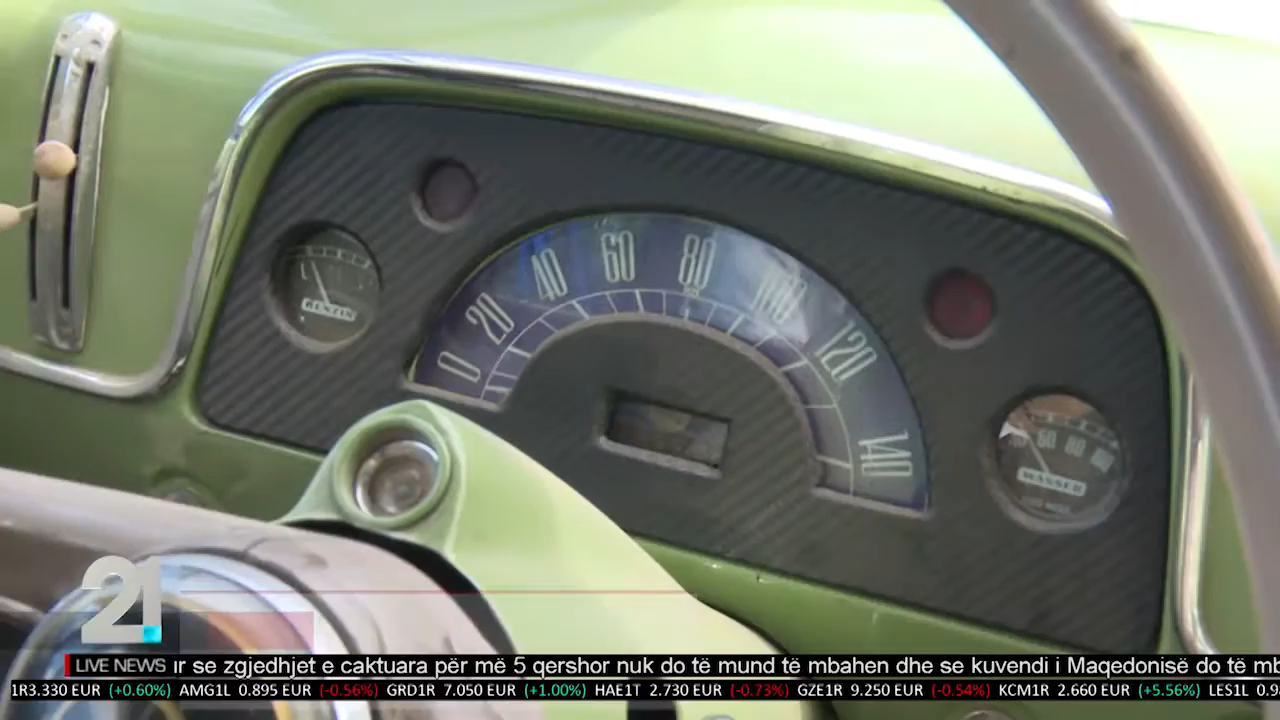 BENZIN
0 20 40 60 80 100 120 140
60 80
WASSER
21
LIVE NEWS ur se zgjedhjet e caktuara për më 5 qershor nuk do të mund të mbahen dhe se kuvendi i Maqedonisë do të
1R3.330 EUR (+0.60%) AMG1L 0.895 EUR (-0.56%) GRD1R 7.050 EUR (+1.00%) HAE1T 2.730 EUR (-0.73%) GZE1R 9.250 EUR (-0.54%) KCM1R 2.660 EUR (+5.56%) LES1L